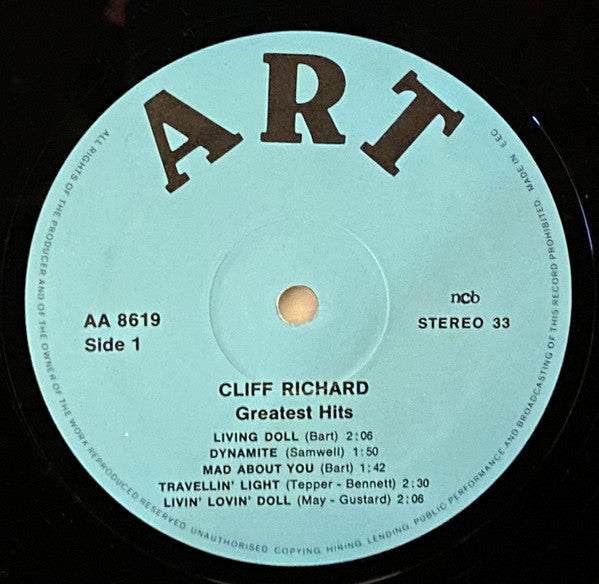 ART
AA 8619
Side 1
ncb
STEREO 33
CLIFF RICHARD
Greatest Hits
LIVING DOLL (Bart) 2:06
DYNAMITE (Samwell) 1:50
MAD ABOUT YOU (Bart) 1:42
TRAVELLIN' LIGHT (Tepper - Bennett) 2:30
LIVIN' LOVIN' DOLL (May - Gustard) 2:06
ALL RIGHTS OF THE PRODUCER AND OF THE OWNER OF THE WORK REPRODUCED RESERVED. UNAUTHORISED COPYING HIRING LENDING PUBLIC PERFORMANCE AND BROADCASTING OF THIS RECORD PROHIBITED. MADE IN EEC